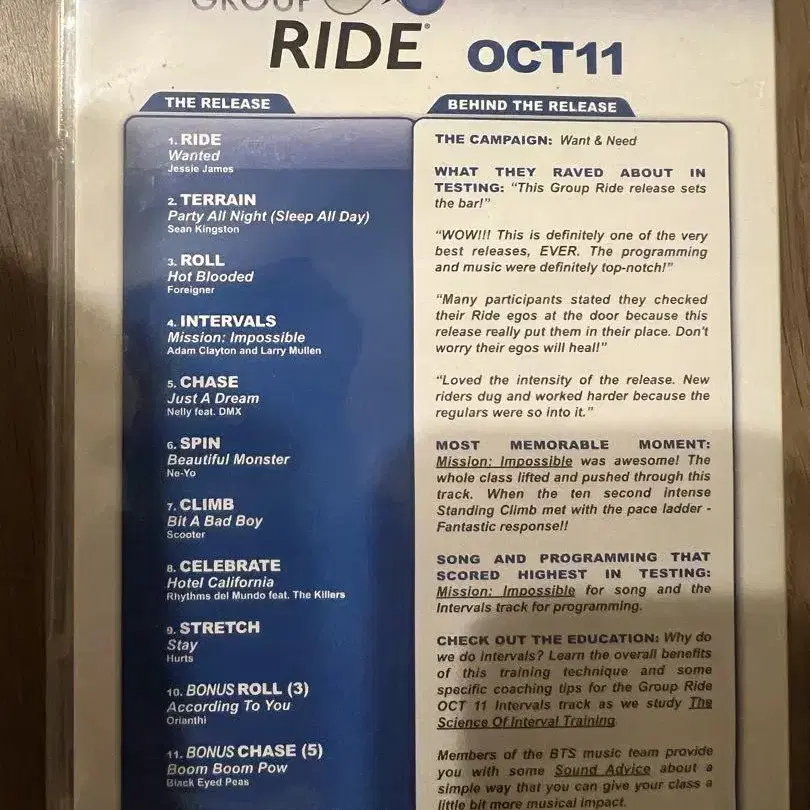 GROUP
RIDE® OCT11
THE RELEASE
1. RIDE
Wanted
Jessie James
2. TERRAIN
Party All Night (Sleep All Day)
Sean Kingston
3. ROLL
Hot Blooded
Foreigner
4. INTERVALS
Mission: Impossible
Adam Clayton and Larry Mullen
5. CHASE
Just A Dream
Nelly feat. DMX
6. SPIN
Beautiful Monster
Ne-Yo
7. CLIMB
Bit A Bad Boy
Scooter
8. CELEBRATE
Hotel California
Rhythms del Mundo feat. The Killers
9. STRETCH
Stay
Hurts
10. BONUS ROLL (3)
According To You
Orianthi
11. BONUS CHASE (5)
Boom Boom Pow
Black Eyed Peas
BEHIND THE RELEASE
THE CAMPAIGN: Want & Need
WHAT THEY RAVED ABOUT IN
TESTING: “This Group Ride release sets
the bar!”
“WOW!!! This is definitely one of the very
best releases, EVER. The programming
and music were definitely top-notch!”
“Many participants stated they checked
their Ride egos at the door because this
release really put them in their place. Don't
worry their egos will heal!”
“Loved the intensity of the release. New
riders dug and worked harder because the
regulars were so into it.”
MOST MEMORABLE MOMENT:
Mission: Impossible was awesome! The
whole class lifted and pushed through this
track. When the ten second intense
Standing Climb met with the pace ladder -
Fantastic response!!
SONG AND PROGRAMMING THAT
SCORED HIGHEST IN TESTING:
Mission: Impossible for song and the
Intervals track for programming.
CHECK OUT THE EDUCATION: Why do
we do intervals? Learn the overall benefits
of this training technique and some
specific coaching tips for the Group Ride
OCT 11 Intervals track as we study The
Science Of Interval Training.
Members of the BTS music team provide
you with some Sound Advice about a
simple way that you can give your class a
little bit more musical impact.